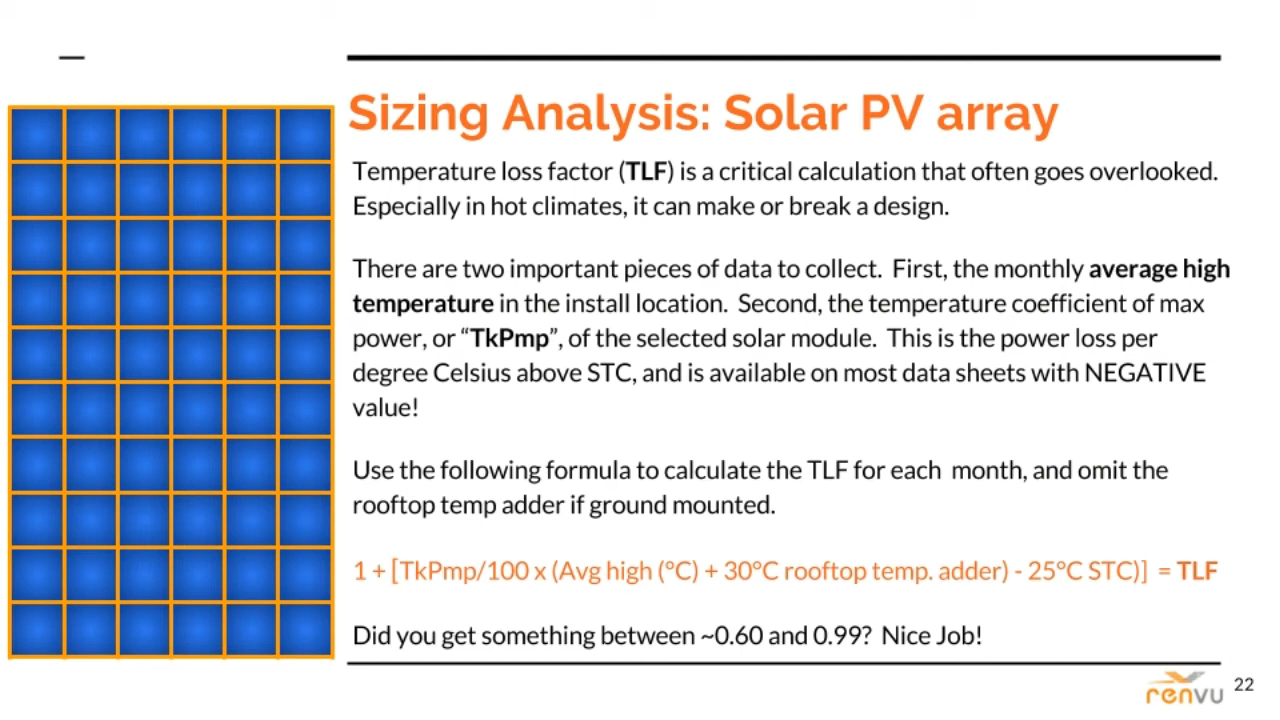 Sizing Analysis: Solar PV array
Temperature loss factor (TLF) is a critical calculation that often goes overlooked.
Especially in hot climates, it can make or break a design.
There are two important pieces of data to collect. First, the monthly average high
temperature in the install location. Second, the temperature coefficient of max
power, or “TkPmp”, of the selected solar module. This is the power loss per
degree Celsius above STC, and is available on most data sheets with NEGATIVE
value!
Use the following formula to calculate the TLF for each month, and omit the
rooftop temp adder if ground mounted.
1 + [TkPmp/100 x (Avg high (°C) + 30°C rooftop temp. adder) - 25°C STC)] = TLF
Did you get something between ~0.60 and 0.99? Nice Job!
renvu
22